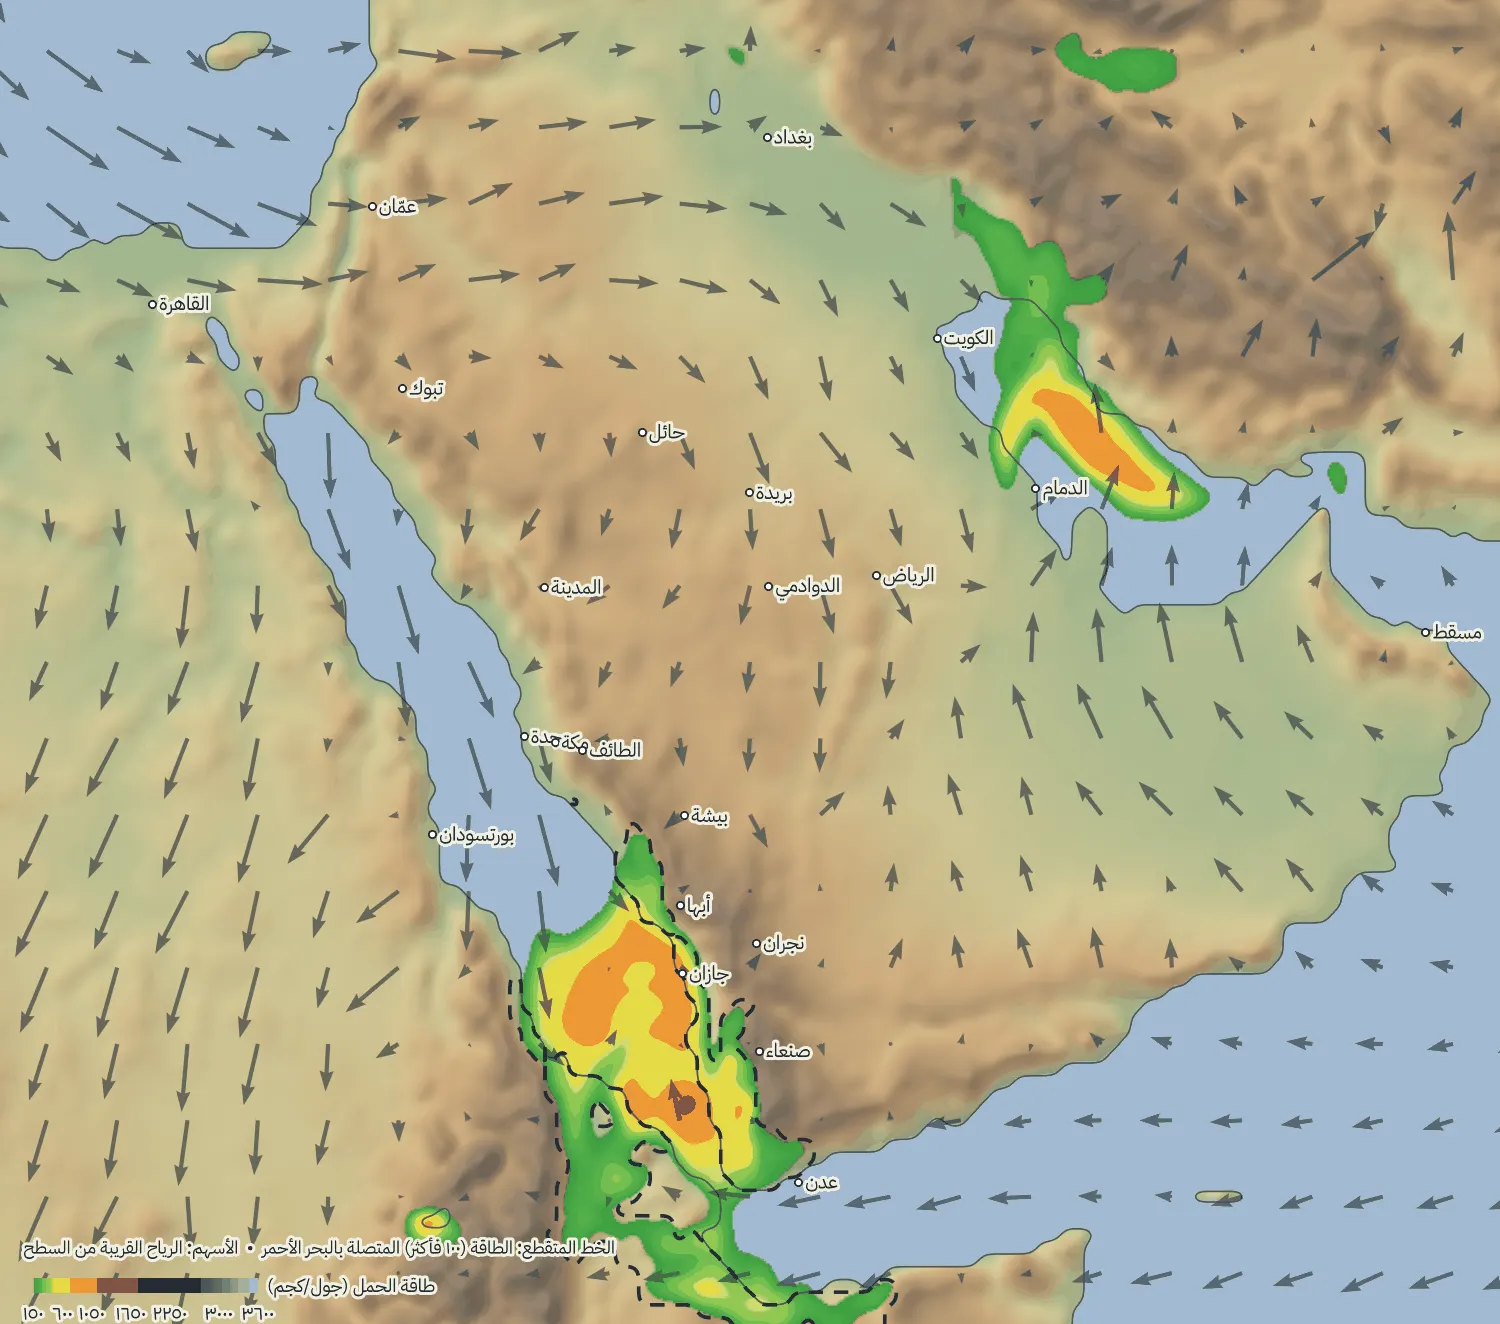 بغداد
عمّان
القاهرة
الكويت
تبوك
حائل
الدمام
بريدة
الرياض
الدوادمي
المدينة
مسقط
جدة
مكة
الطائف
بيشة
بورتسودان
أبها
نجران
جازان
صنعاء
عدن
الخط المتقطع: الطاقة (١٠٠ فأكثر) المتصلة بالبحر الأحمر • الأسهم: الرياح القريبة من السطح
طاقة الحمل (جول/كجم)
١٥٠ ٦٠٠ ١٠٥٠ ١٦٥٠ ٢٢٥٠ ٣٠٠٠ ٣٦٠٠